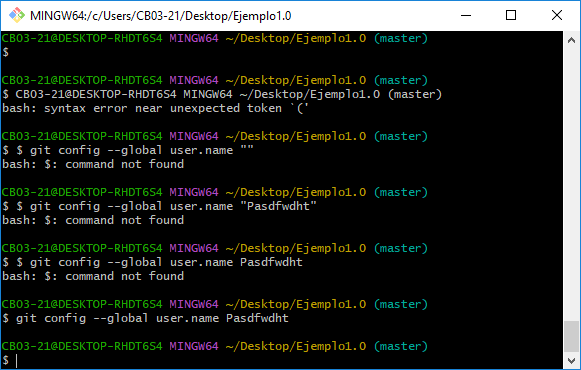 MINGW64:/c/Users/CB03-21/Desktop/Ejemplo1.0
CB03-21@DESKTOP-RHDT6S4 MINGW64 ~/Desktop/Ejemplo1.0 (master)
$
CB03-21@DESKTOP-RHDT6S4 MINGW64 ~/Desktop/Ejemplo1.0 (master)
$ CB03-21@DESKTOP-RHDT6S4 MINGW64 ~/Desktop/Ejemplo1.0 (master)
bash: syntax error near unexpected token `('
CB03-21@DESKTOP-RHDT6S4 MINGW64 ~/Desktop/Ejemplo1.0 (master)
$ $ git config --global user.name ""
bash: $: command not found
CB03-21@DESKTOP-RHDT6S4 MINGW64 ~/Desktop/Ejemplo1.0 (master)
$ $ git config --global user.name "Pasdfwdht"
bash: $: command not found
CB03-21@DESKTOP-RHDT6S4 MINGW64 ~/Desktop/Ejemplo1.0 (master)
$ $ git config --global user.name Pasdfwdht
bash: $: command not found
CB03-21@DESKTOP-RHDT6S4 MINGW64 ~/Desktop/Ejemplo1.0 (master)
$ git config --global user.name Pasdfwdht
CB03-21@DESKTOP-RHDT6S4 MINGW64 ~/Desktop/Ejemplo1.0 (master)
$